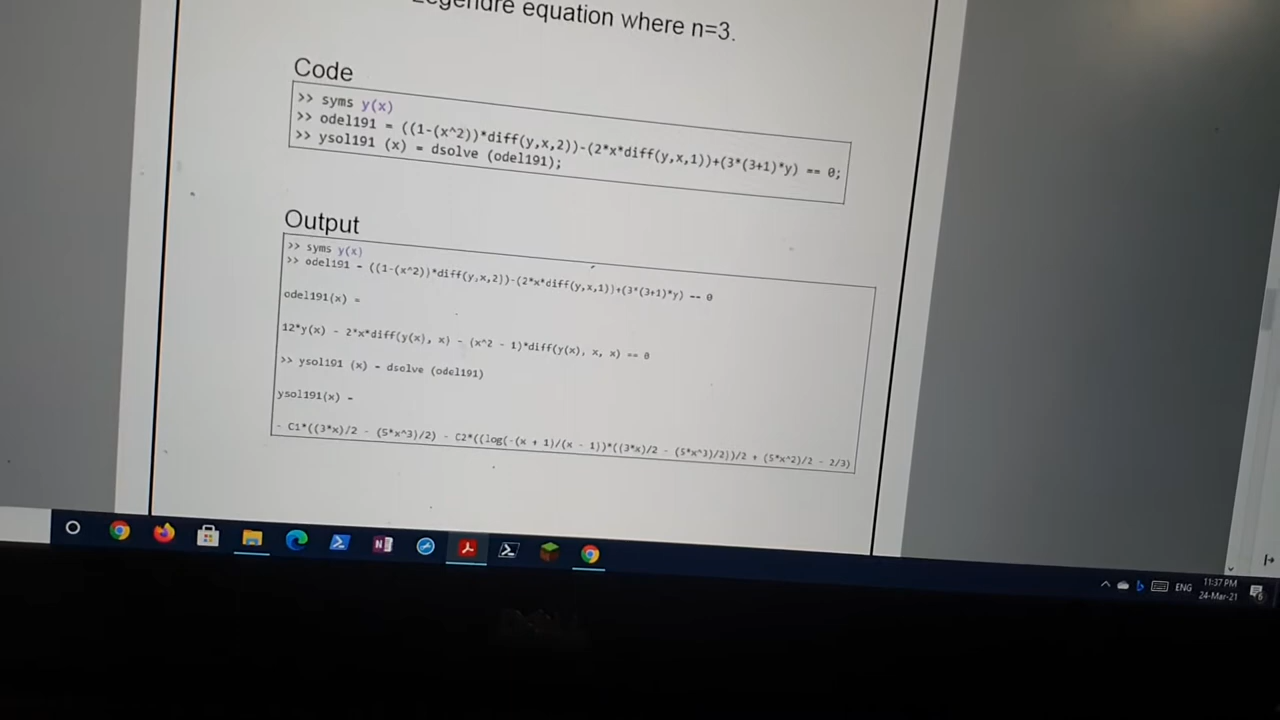 Legendre equation where n=3.
Code
>> syms y(x)
>> odel191 = ((1-(x^2))*diff(y,x,2))-(2*x*diff(y,x,1))+(3*(3+1)*y) == 0;
>> ysol191 (x) = dsolve (odel191);
Output
>> syms y(x)
>> odel191 = ((1-(x^2))*diff(y,x,2))-(2*x*diff(y,x,1))+(3*(3+1)*y) == 0
odel191(x) =
12*y(x) - 2*x*diff(y(x), x) - (x^2 - 1)*diff(y(x), x, x) == 0
>> ysol191 (x) = dsolve (odel191)
ysol191(x) =
- C1*((3*x)/2 - (5*x^3)/2) - C2*((log(-(x + 1)/(x - 1))*((3*x)/2 - (5*x^3)/2))/2 + (5*x^2)/2 - 2/3)
ENG
11:37 PM
24-Mar-21
6